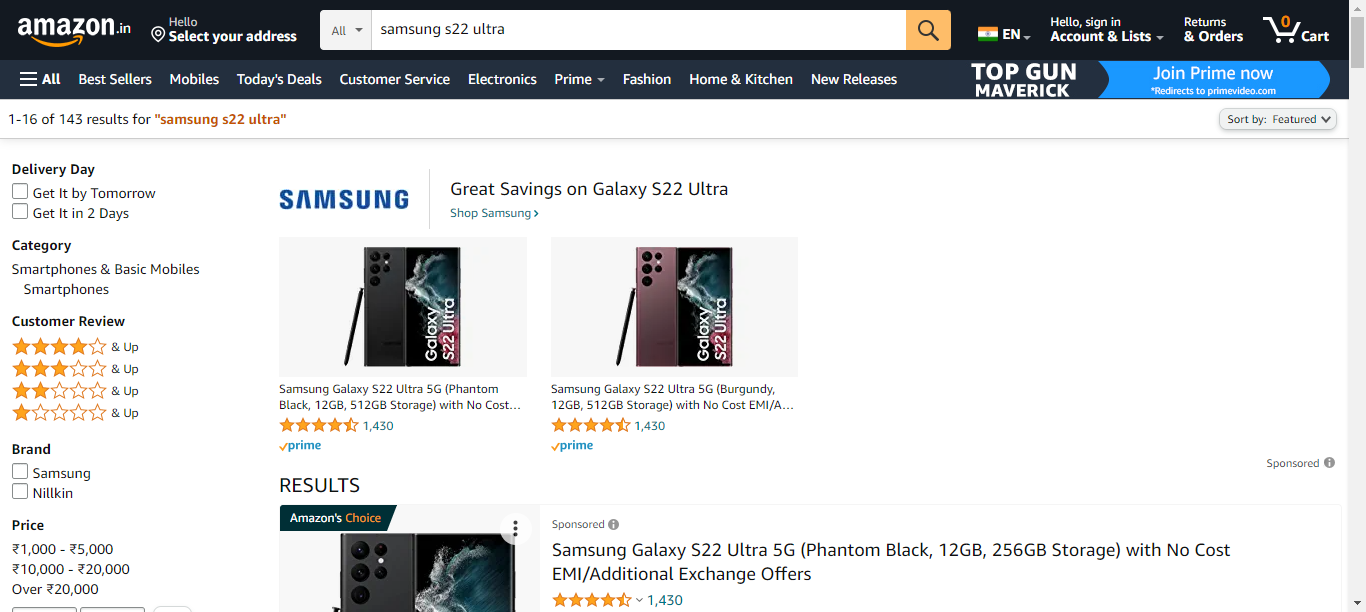 amazon.in
Hello
Select your address
All
samsung s22 ultra
EN
Hello, sign in
Account & Lists
Returns
& Orders
0
Cart
All
Best Sellers
Mobiles
Today's Deals
Customer Service
Electronics
Prime
Fashion
Home & Kitchen
New Releases
TOP GUN
MAVERICK
Join Prime now
*Redirects to primevideo.com
1-16 of 143 results for "samsung s22 ultra"
Sort by: Featured
Delivery Day
Get It by Tomorrow
Get It in 2 Days
Category
Smartphones & Basic Mobiles
Smartphones
Customer Review
& Up
& Up
& Up
& Up
Brand
Samsung
Nillkin
Price
₹1,000 - ₹5,000
₹10,000 - ₹20,000
Over ₹20,000
SAMSUNG
Great Savings on Galaxy S22 Ultra
Shop Samsung
Galaxy
S22 Ultra
Samsung Galaxy S22 Ultra 5G (Phantom
Black, 12GB, 512GB Storage) with No Cost...
1,430
prime
Galaxy
S22 Ultra
Samsung Galaxy S22 Ultra 5G (Burgundy,
12GB, 512GB Storage) with No Cost EMI/A...
1,430
prime
Sponsored
RESULTS
Amazon's Choice
Sponsored
Samsung Galaxy S22 Ultra 5G (Phantom Black, 12GB, 256GB Storage) with No Cost
EMI/Additional Exchange Offers
1,430